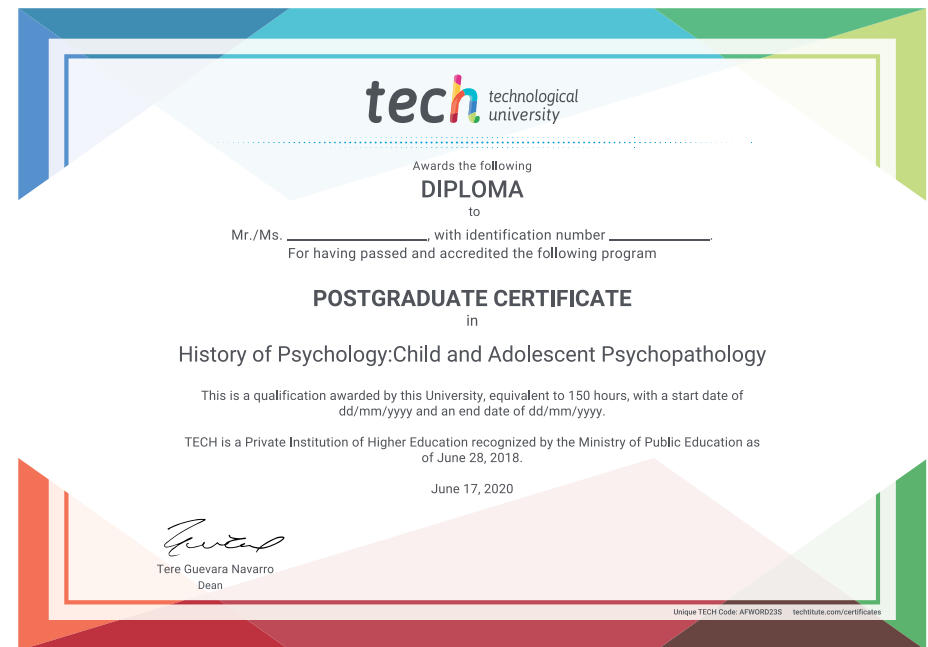 tech technological
university
Awards the following
DIPLOMA
to
Mr./Ms. ____________, with identification number ____________.
For having passed and accredited the following program
POSTGRADUATE CERTIFICATE
in
History of Psychology:Child and Adolescent Psychopathology
This is a qualification awarded by this University, equivalent to 150 hours, with a start date of
dd/mm/yyyy and an end date of dd/mm/yyyy.
TECH is a Private Institution of Higher Education recognized by the Ministry of Public Education as
of June 28, 2018.
June 17, 2020
Tere Guevara Navarro
Dean
Unique TECH Code: AFWORD23S techtitute.com/certificates